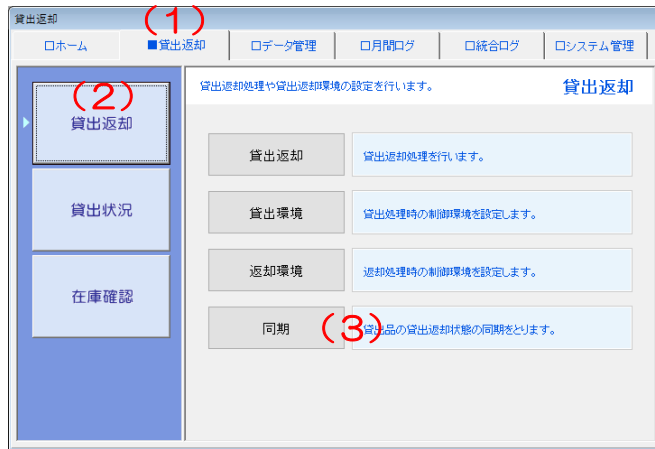 貸出返却
(1)
□ホーム
■貸出返却
□データ管理
□月間ログ
□統合ログ
□システム管理
(2)
貸出返却
貸出状況
在庫確認
貸出返却処理や貸出返却環境の設定を行います。
貸出返却
貸出返却
貸出返却処理を行います。
貸出環境
貸出処理時の制御環境を設定します。
返却環境
返却処理時の制御環境を設定します。
同期
(3)
貸出品の貸出返却状態の同期をとります。